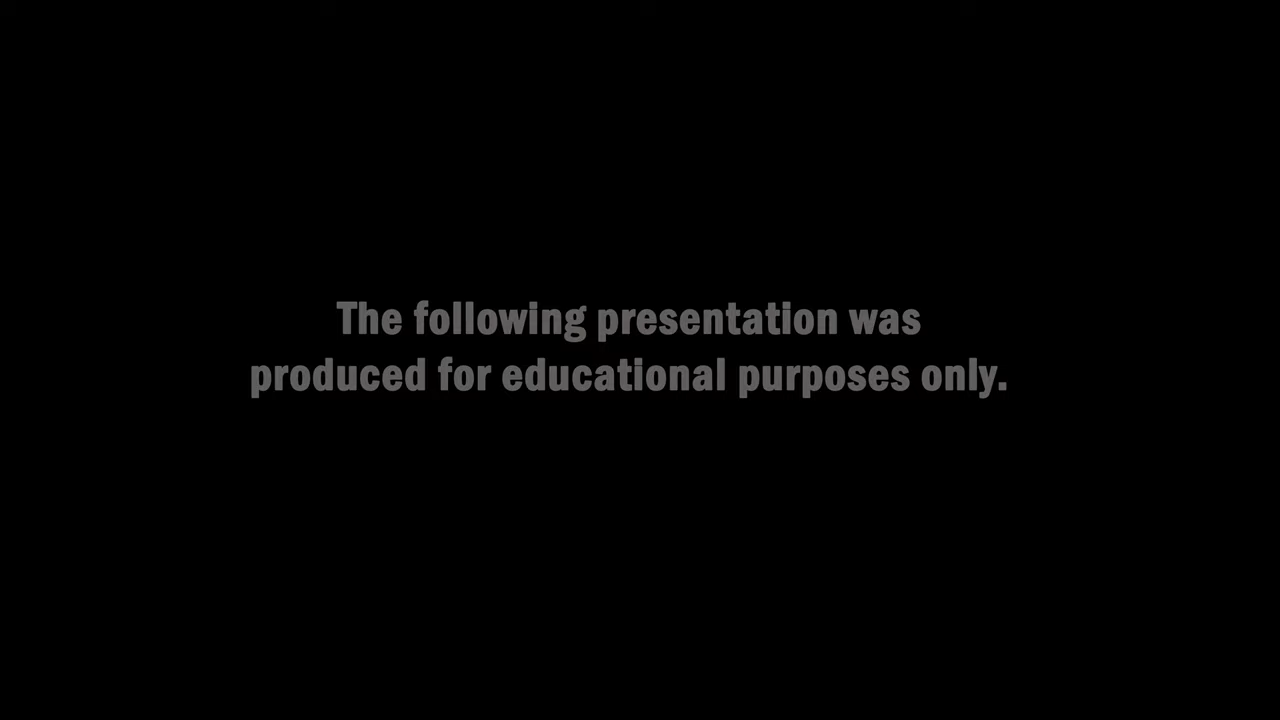 The following presentation was
produced for educational purposes only.